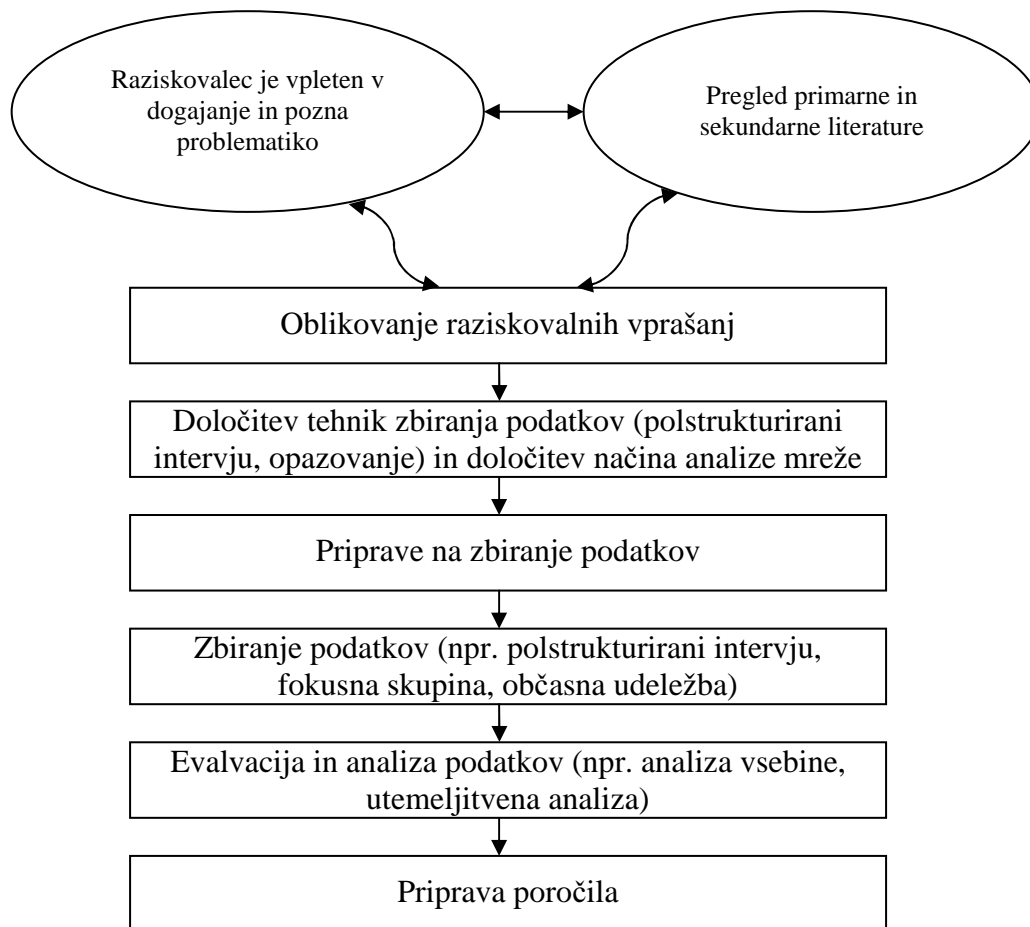 Raziskovalec je vpleten v
dogajanje in pozna
problematiko
Pregled primarne in
sekundarne literature
Oblikovanje raziskovalnih vprašanj
Določitev tehnik zbiranja podatkov (polstrukturirani
intervju, opazovanje) in določitev načina analize mreže
Priprave na zbiranje podatkov
Zbiranje podatkov (npr. polstrukturirani intervju,
fokusna skupina, občasna udeležba)
Evalvacija in analiza podatkov (npr. analiza vsebine,
utemeljitvena analiza)
Priprava poročila